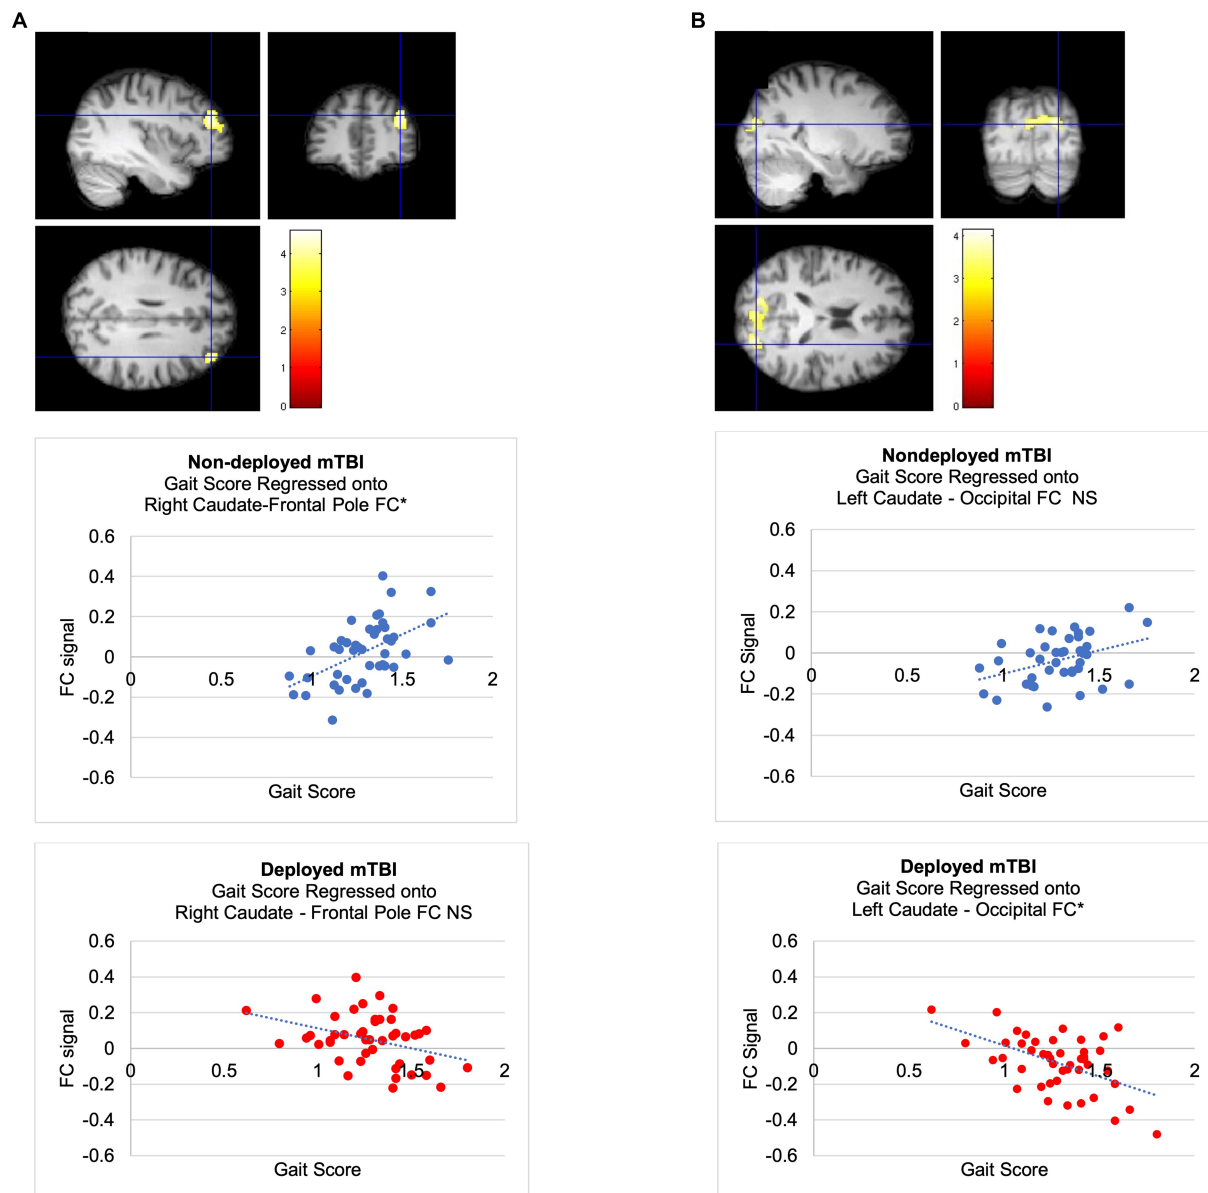 A
B
4
3
2
1
0
4
3
2
1
0
Non-deployed mTBI
Gait Score Regressed onto
Right Caudate-Frontal Pole FC*
0.6
0.4
0.2
0
-0.2
-0.4
-0.6
0
0.5
1
1.5
2
FC signal
Gait Score
Nondeployed mTBI
Gait Score Regressed onto
Left Caudate - Occipital FC NS
0.6
0.4
0.2
0
-0.2
-0.4
-0.6
0
0.5
1
1.5
2
FC Signal
Gait Score
Deployed mTBI
Gait Score Regressed onto
Right Caudate - Frontal Pole FC NS
0.6
0.4
0.2
0
-0.2
-0.4
-0.6
0
0.5
1
1.5
2
FC signal
Gait Score
Deployed mTBI
Gait Score Regressed onto
Left Caudate - Occipital FC*
0.6
0.4
0.2
0
-0.2
-0.4
-0.6
0
0.5
1
1.5
2
FC Signal
Gait Score